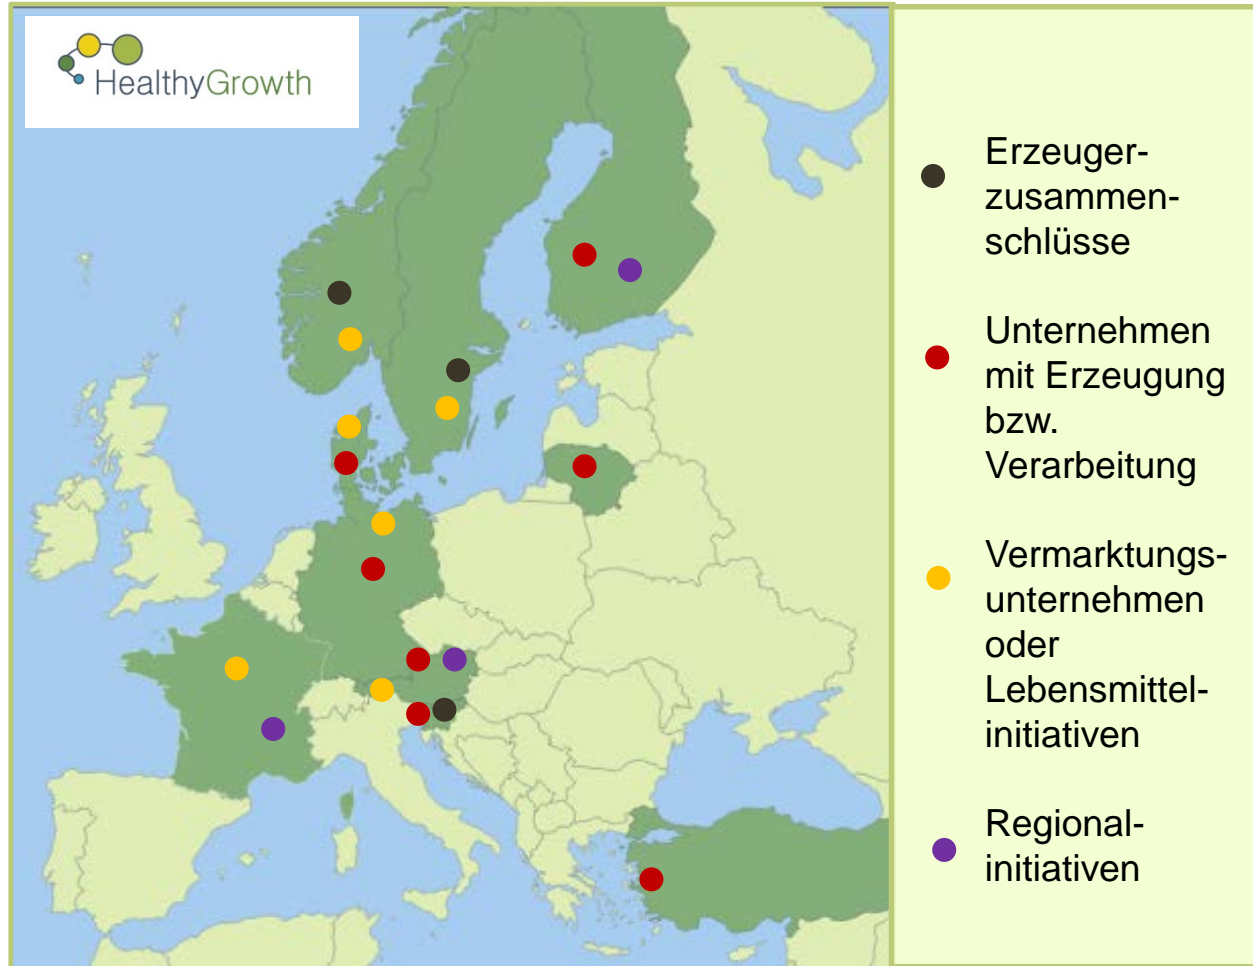 HealthyGrowth
Erzeuger-
zusammen-
schlüsse
Unternehmen
mit Erzeugung
bzw.
Verarbeitung
Vermarktungs-
unternehmen
oder
Lebensmittel-
initiativen
Regional-
initiativen